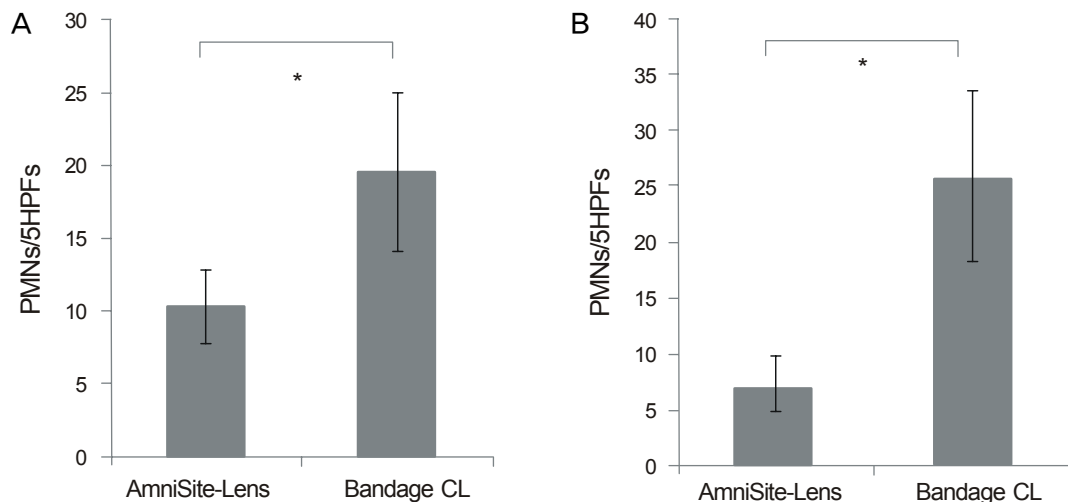 A
PMNs/5HPFs
30
25
20
15
10
5
0
*
AmniSite-Lens
Bandage CL
B
PMNs/5HPFs
40
35
30
25
20
15
10
5
0
*
AmniSite-Lens
Bandage CL